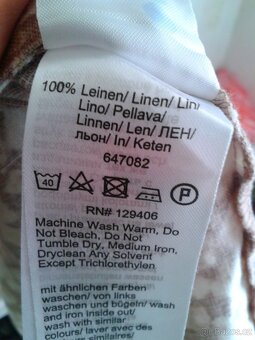 100% Leinen/ Linen/ Lin/
Lino/ Pellava/
Linnen/ Len/ ЛЕН/
льон/ In/ Keten
647082
40
P
RN# 129406
Machine Wash Warm, Do
Not Bleach, Do Not
Tumble Dry, Medium Iron,
Dryclean Any Solvent
Except Trichlorethylen
mit ähnlichen Farben
waschen/ von links
waschen und bügeln/ wash
and iron inside out/
wash with similar
colours/ laver avec des